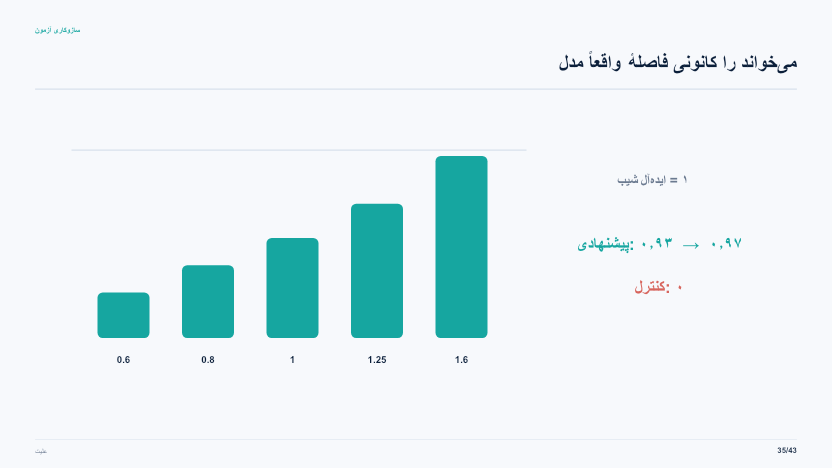 سازوکاری آزمون
می‌خواند را کانونی فاصلهٔ واقعاً مدل
۱ = ایده‌آل شیب
پیشنهادی: ۰٫۹۳ → ۰٫۹۷
کنترل: ۰
0.6 0.8 1 1.25 1.6
علیت
35/43